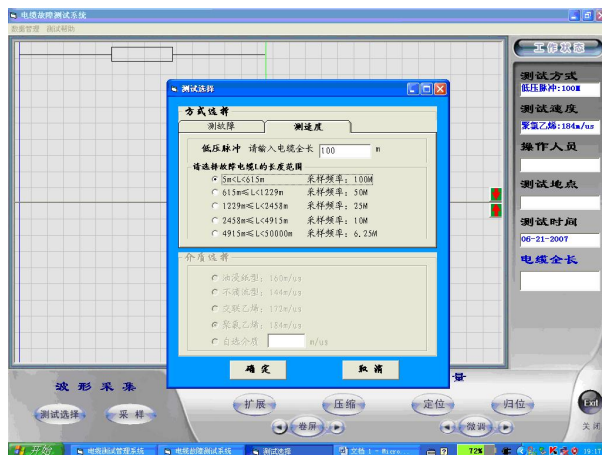 电缆故障测试系统
数据管理 测试帮助
工作状态
测试方式
低压脉冲:100M
测试速度
聚氯乙烯:184m/us
操作人员
测试地点
测试时间
06-21-2007
电缆全长
测试选择
方式选择
测故障 测速度
低压脉冲 请输入电缆全长 100 m
请选择故障电缆L的长度范围
5m<L<615m 采样频率: 100M
615m≤L<1229m 采样频率: 50M
1229m≤L<2458m 采样频率: 25M
2458m≤L<4915m 采样频率: 10M
4915m≤L<50000m 采样频率: 6.25M
介质选择
油浸纸型: 160m/us
不滴流型: 144m/us
交联乙烯: 172m/us
聚氯乙烯: 184m/us
自选介质 m/us
确 定 取 消
波 形 采 集 量
测试选择 采 样 扩展 压缩 定位 归位 Exit
卷屏 微调 关闭
开始 电缆测试管理系统 电缆故障测试系统 测试选择 文档 1 - Micro... 72% 19:17